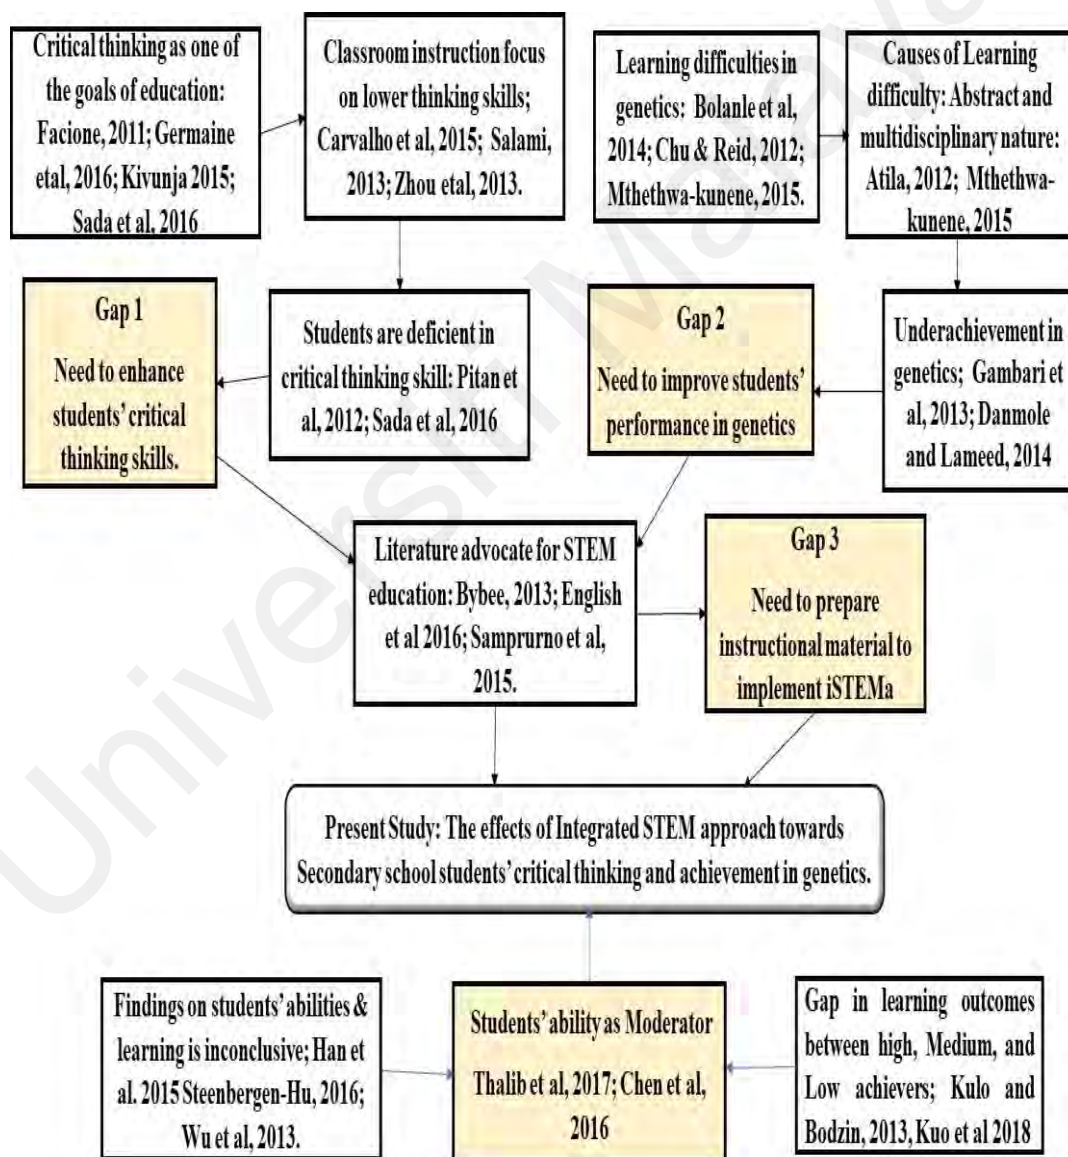 Critical thinking as one of
the goals of education:
Facione, 2011; Germaine
etal, 2016; Kivunja 2015;
Sada et al, 2016
Classroom instruction focus
on lower thinking skills;
Carvalho et al, 2015; Salami,
2013; Zhou etal, 2013.
Learning difficulties in
genetics: Bolanle et al,
2014; Chu & Reid, 2012;
Mthethwa-kunene, 2015.
Causes of Learning
difficulty: Abstract and
multidisciplinary nature:
Atila, 2012; Mthethwa-
kunene, 2015
Gap 1
Need to enhance
students' critical
thinking skills.
Students are deficient in
critical thinking skill: Pitan et
al, 2012; Sada et al, 2016
Gap 2
Need to improve students'
performance in genetics
Underachievement in
genetics; Gambari et
al, 2013; Danmole
and Lameed, 2014
Literature advocate for STEM
education: Bybee, 2013; English
et al 2016; Samprurno et al,
2015.
Gap 3
Need to prepare
instructional material to
implement iSTEMa
Present Study: The effects of Integrated STEM approach towards
Secondary school students' critical thinking and achievement in genetics.
Findings on students' abilities &
learning is inconclusive; Han et
al. 2015 Steenbergen-Hu, 2016;
Wu et al, 2013.
Students' ability as Moderator
Thalib et al, 2017; Chen et al,
2016
Gap in learning outcomes
between high, Medium, and
Low achievers; Kulo and
Bodzin, 2013, Kuo et al 2018
Universiti Malaya